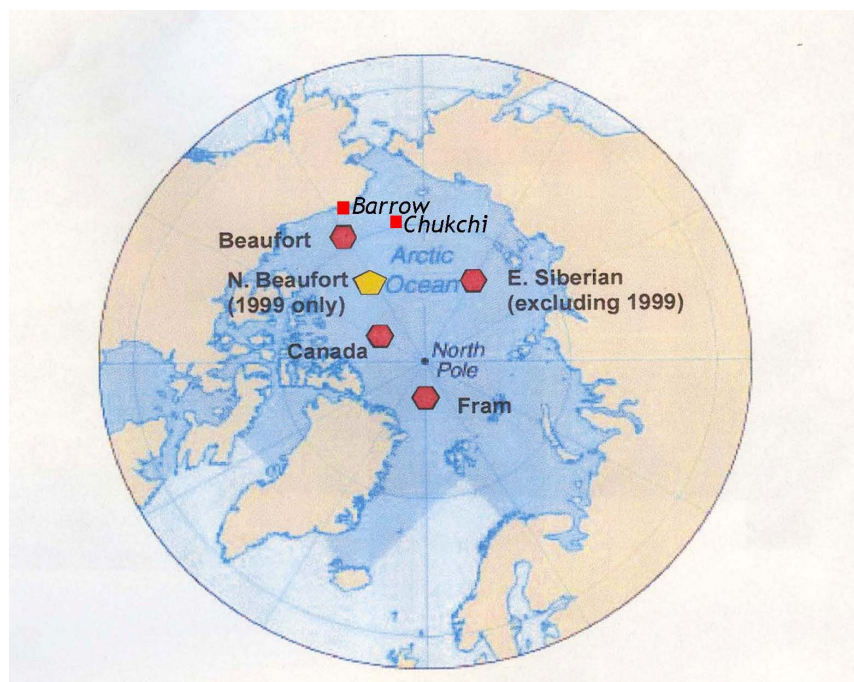 Barrow
Chukchi
Beaufort
Arctic
Ocean
N. Beaufort
(1999 only)
E. Siberian
(excluding 1999)
Canada
North
Pole
Fram